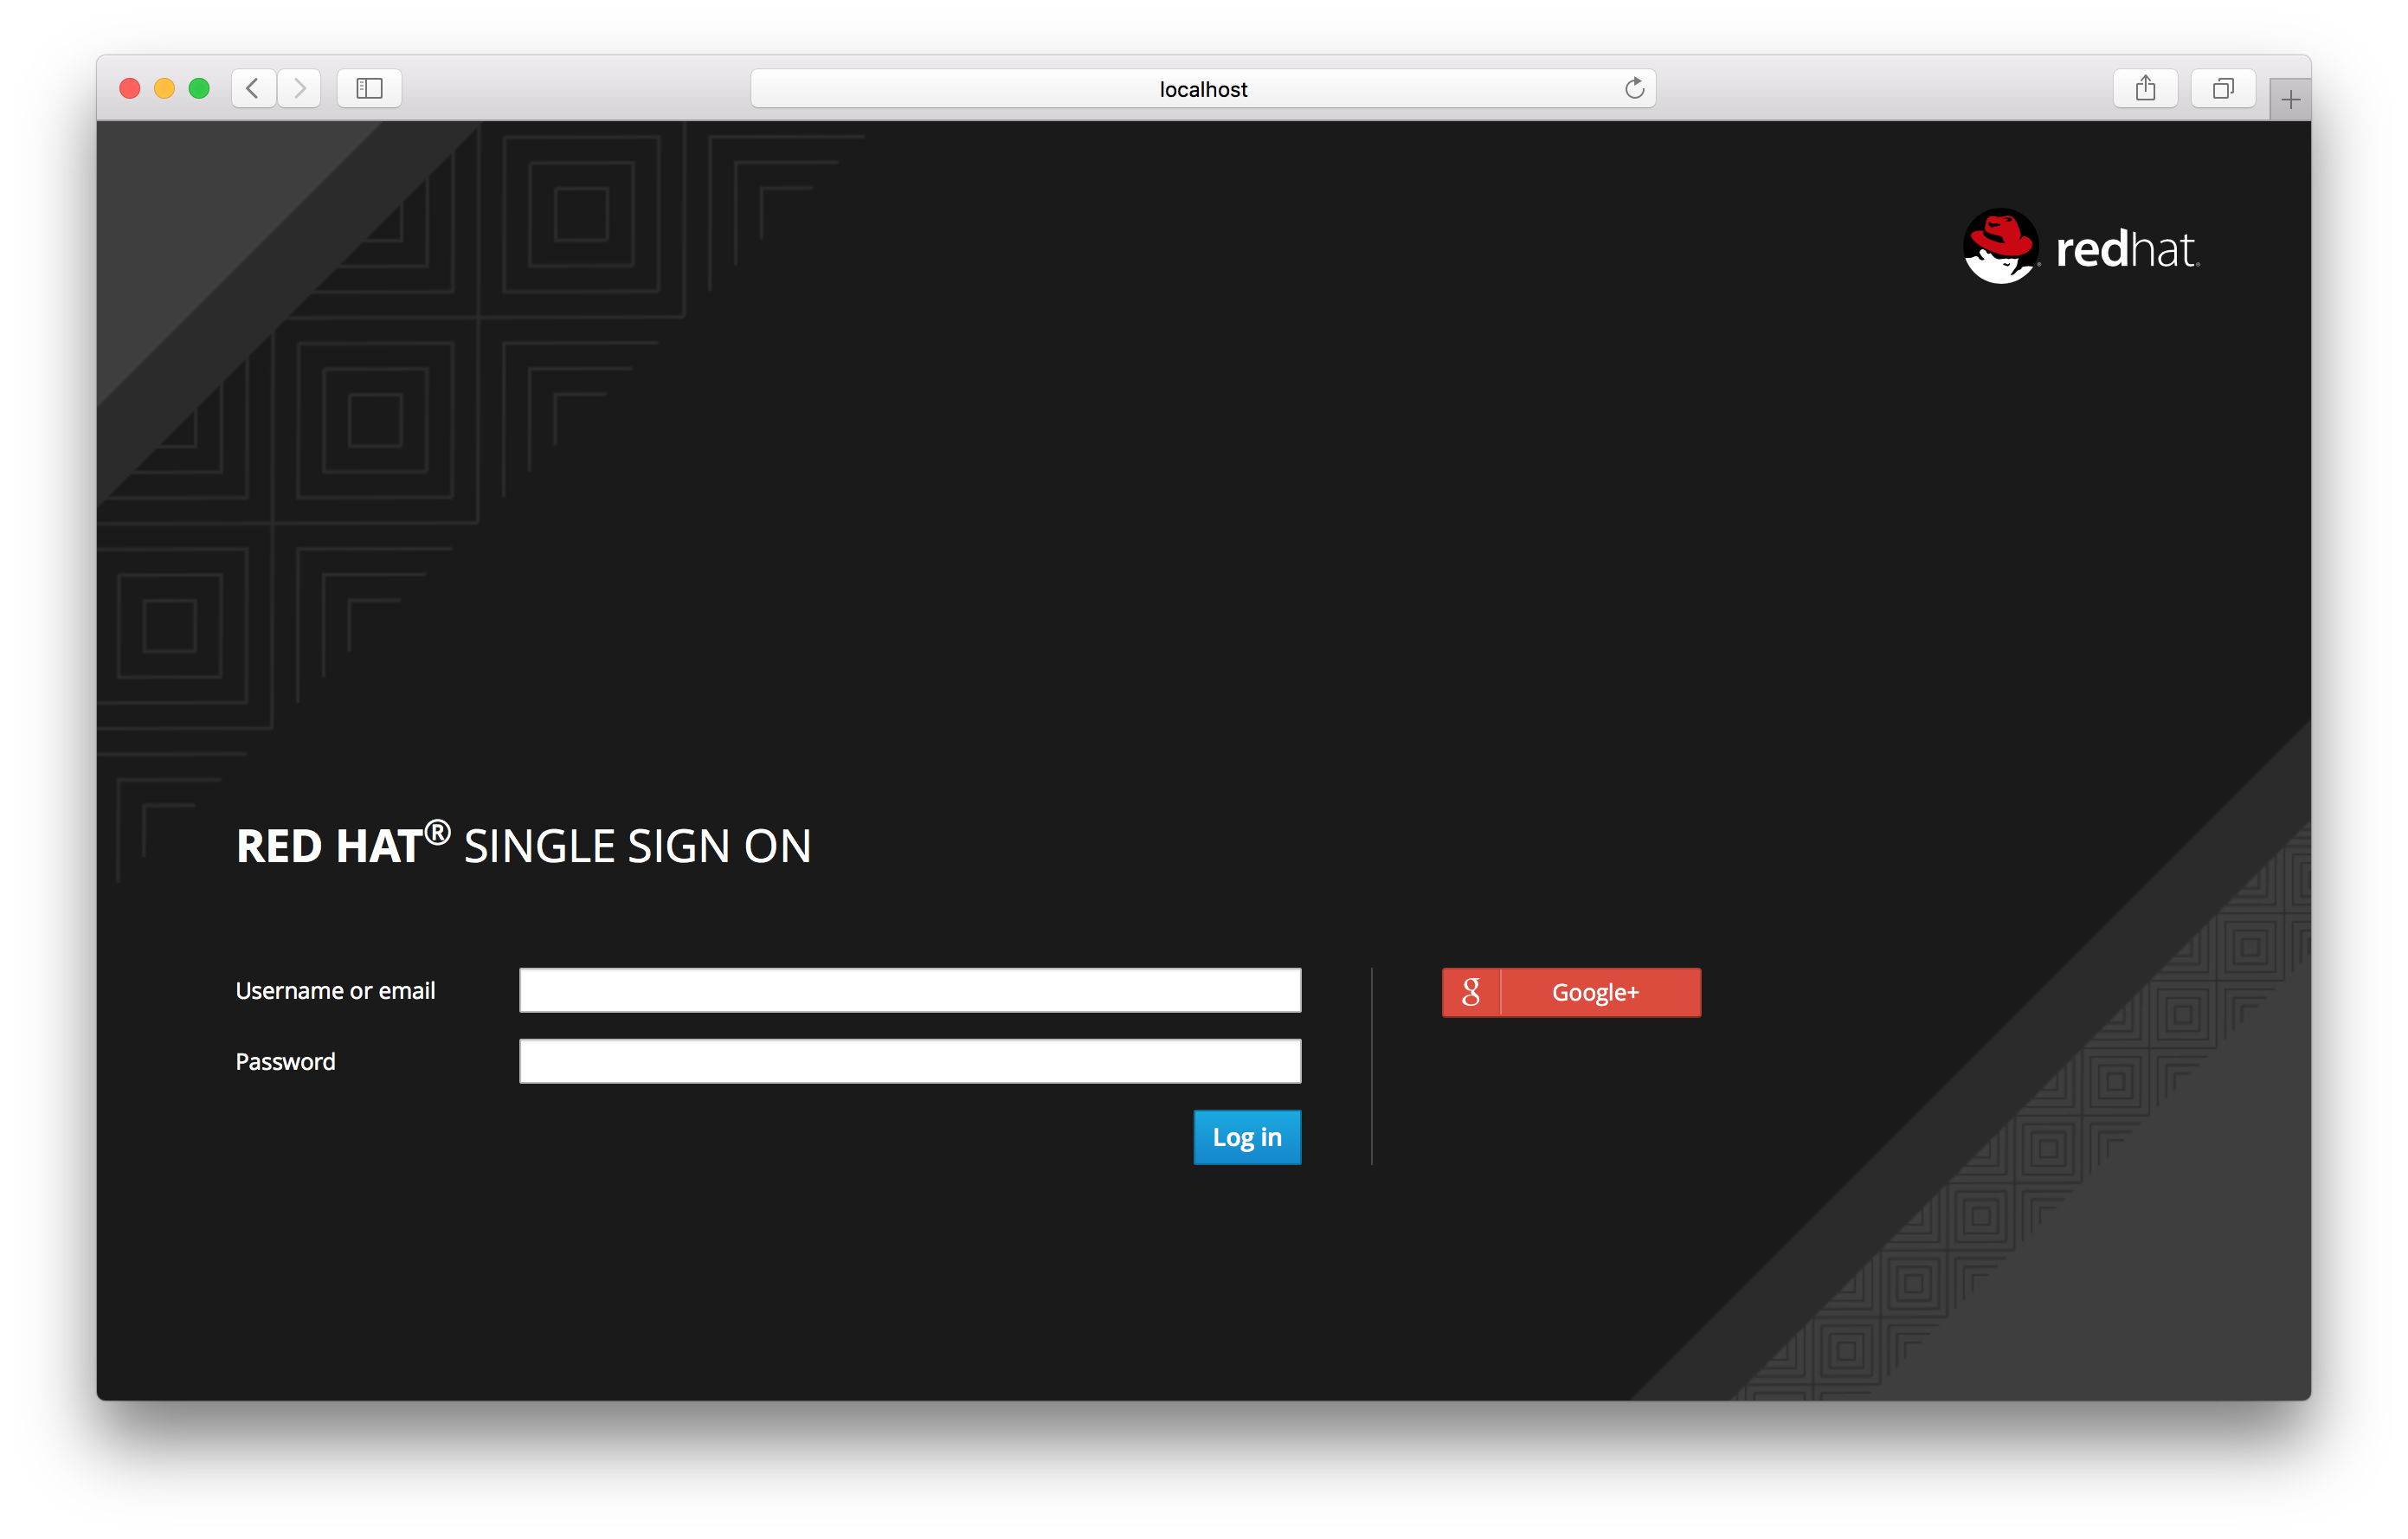 localhost
redhat.
RED HAT® SINGLE SIGN ON
Username or email
g Google+
Password
Log in